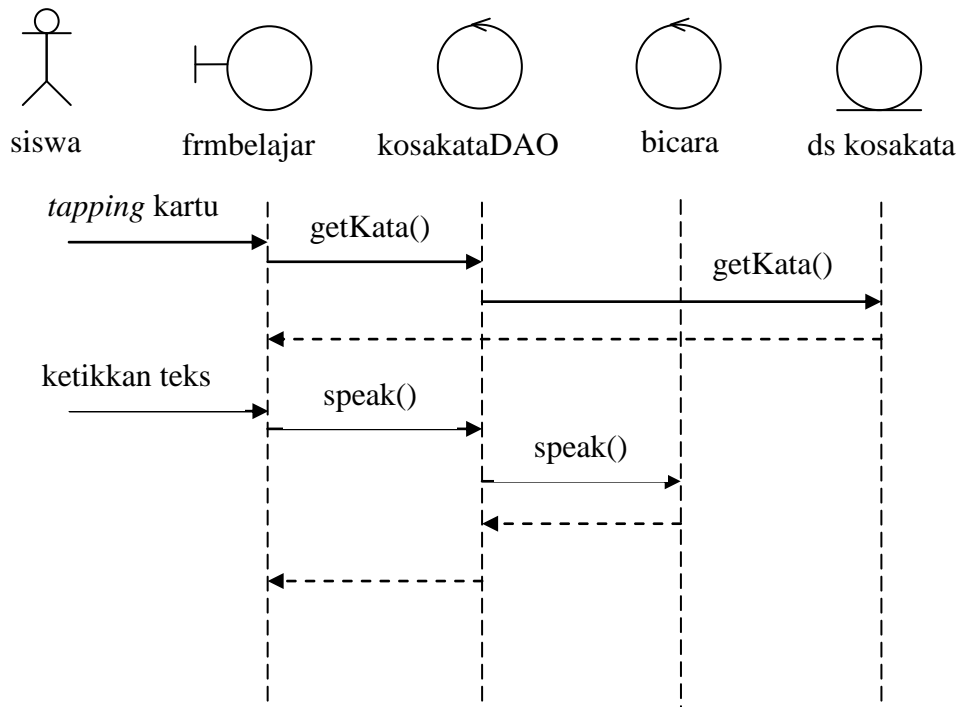 siswa
frmbelajar
kosakataDAO
bicara
ds kosakata
tapping kartu
getKata()
getKata()
ketikkan teks
speak()
speak()